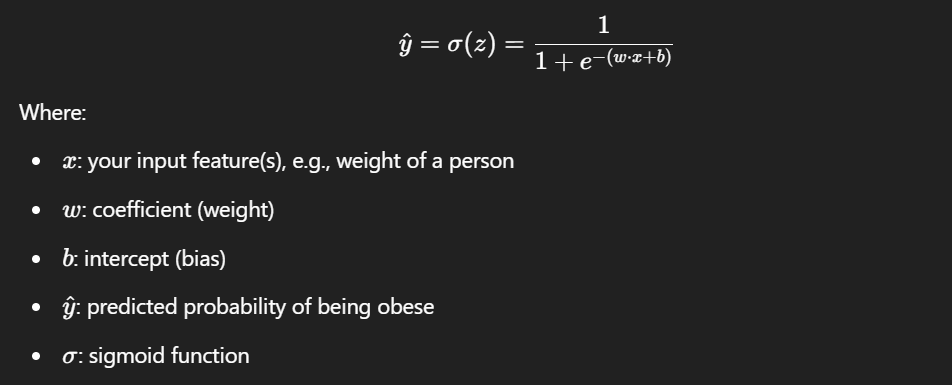 ŷ = σ(z) = 1 / (1 + e^−(w·x+b))
Where:
• x: your input feature(s), e.g., weight of a person
• w: coefficient (weight)
• b: intercept (bias)
• ŷ: predicted probability of being obese
• σ: sigmoid function